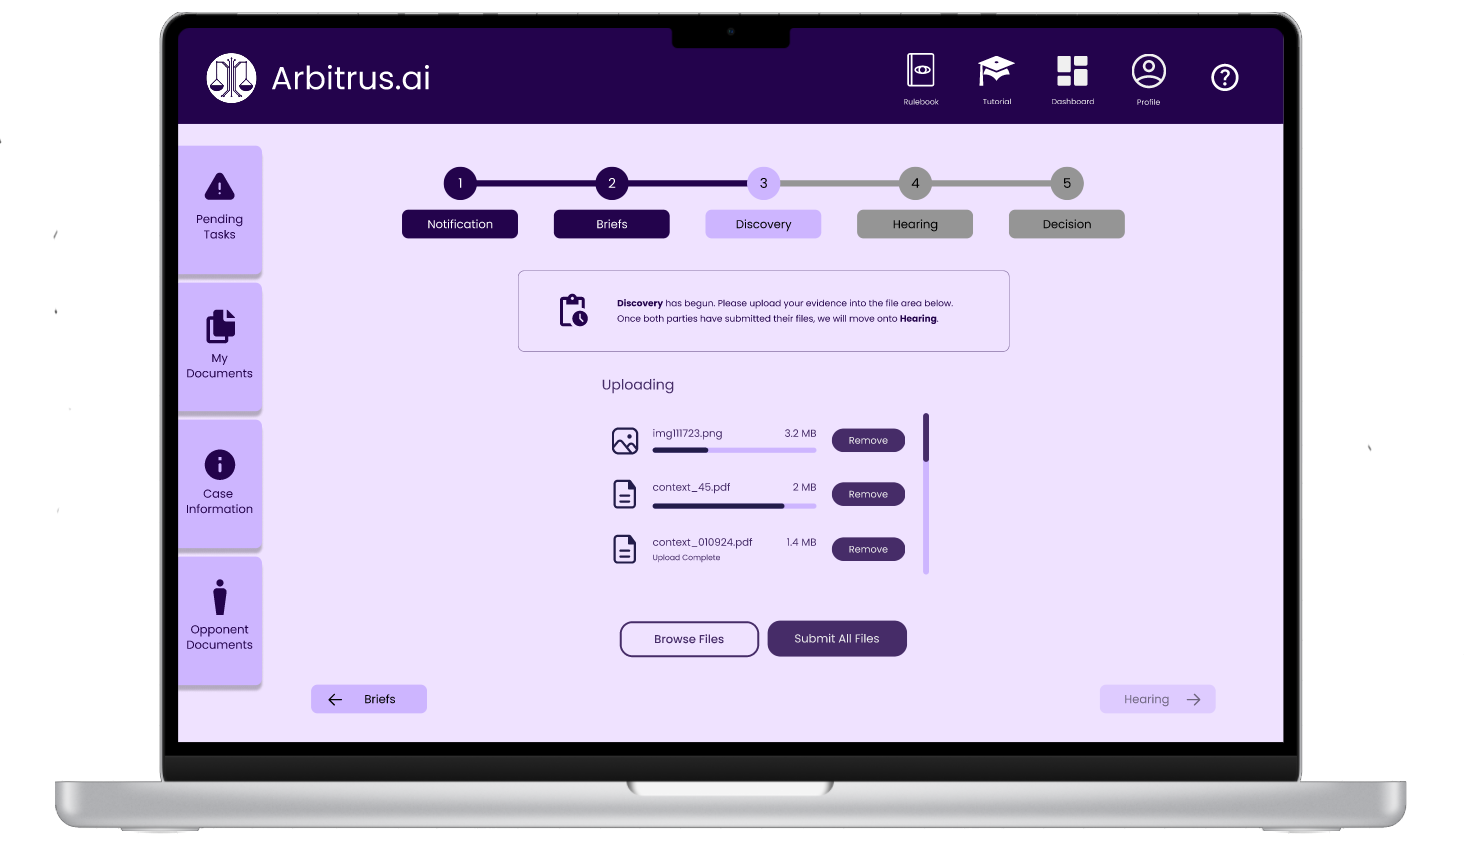 Arbitrus.ai
Rulebook
Tutorial
Dashboard
Profile
?
Pending
Tasks
My
Documents
Case
Information
Opponent
Documents
1
2
3
4
5
Notification
Briefs
Discovery
Hearing
Decision
Discovery has begun. Please upload your evidence into the file area below.
Once both parties have submitted their files, we will move onto Hearing.
Uploading
img111723.png 3.2 MB Remove
context_45.pdf 2 MB Remove
context_010924.pdf 1.4 MB Remove
Upload Complete
Browse Files
Submit All Files
← Briefs
Hearing →